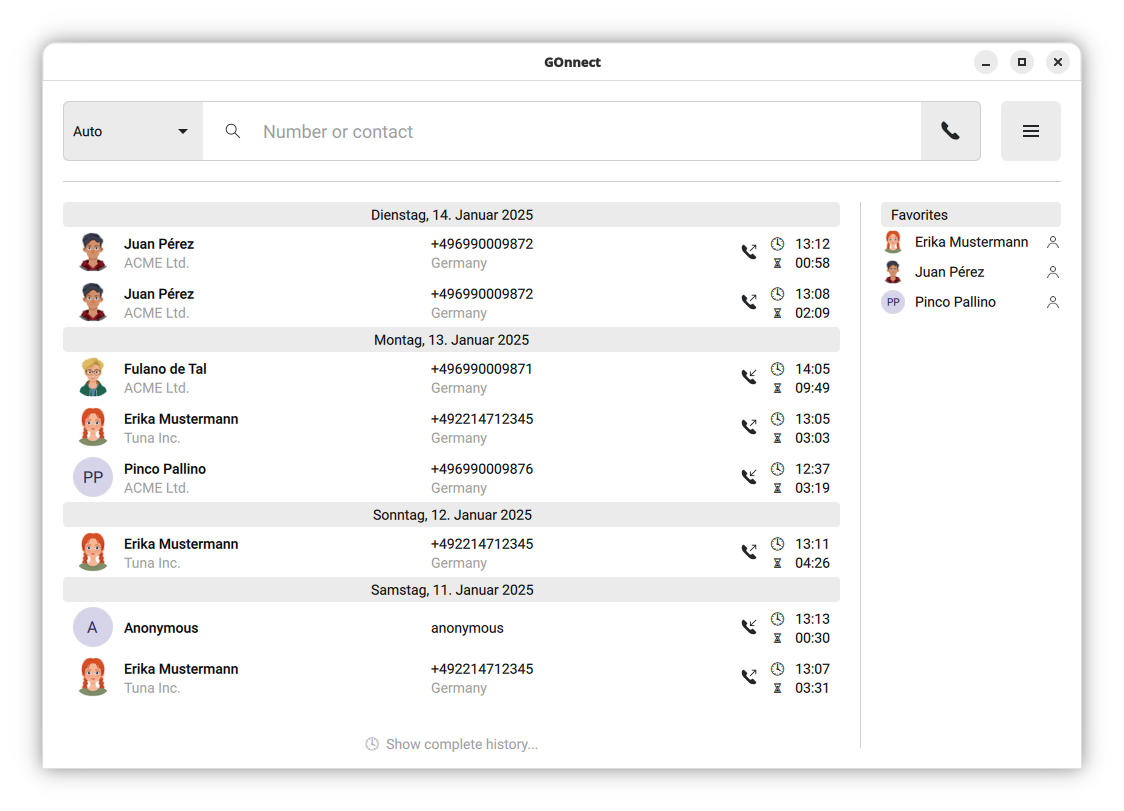 GOnnect
Auto
Number or contact
Dienstag, 14. Januar 2025
Juan Pérez +496990009872 13:12
ACME Ltd. Germany 00:58
Juan Pérez +496990009872 13:08
ACME Ltd. Germany 02:09
Montag, 13. Januar 2025
Fulano de Tal +496990009871 14:05
ACME Ltd. Germany 09:49
Erika Mustermann +492214712345 13:05
Tuna Inc. Germany 03:03
PP Pinco Pallino +496990009876 12:37
ACME Ltd. Germany 03:19
Sonntag, 12. Januar 2025
Erika Mustermann +492214712345 13:11
Tuna Inc. Germany 04:26
Samstag, 11. Januar 2025
A Anonymous anonymous 13:13
00:30
Erika Mustermann +492214712345 13:07
Tuna Inc. Germany 03:31
Show complete history...
Favorites
Erika Mustermann
Juan Pérez
PP Pinco Pallino